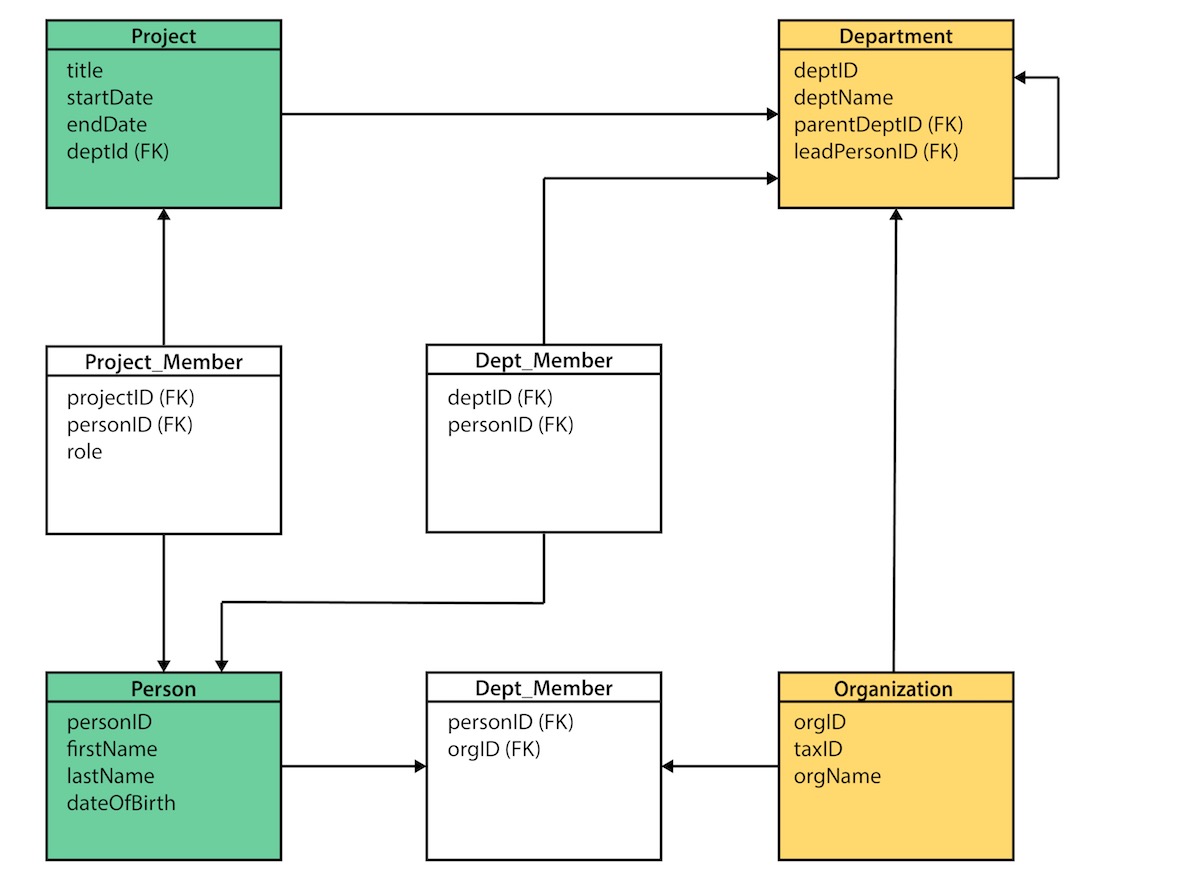 Project
title
startDate
endDate
deptId (FK)
Department
deptID
deptName
parentDeptID (FK)
leadPersonID (FK)
Project_Member
projectID (FK)
personID (FK)
role
Dept_Member
deptID (FK)
personID (FK)
Person
personID
firstName
lastName
dateOfBirth
Dept_Member
personID (FK)
orgID (FK)
Organization
orgID
taxID
orgName